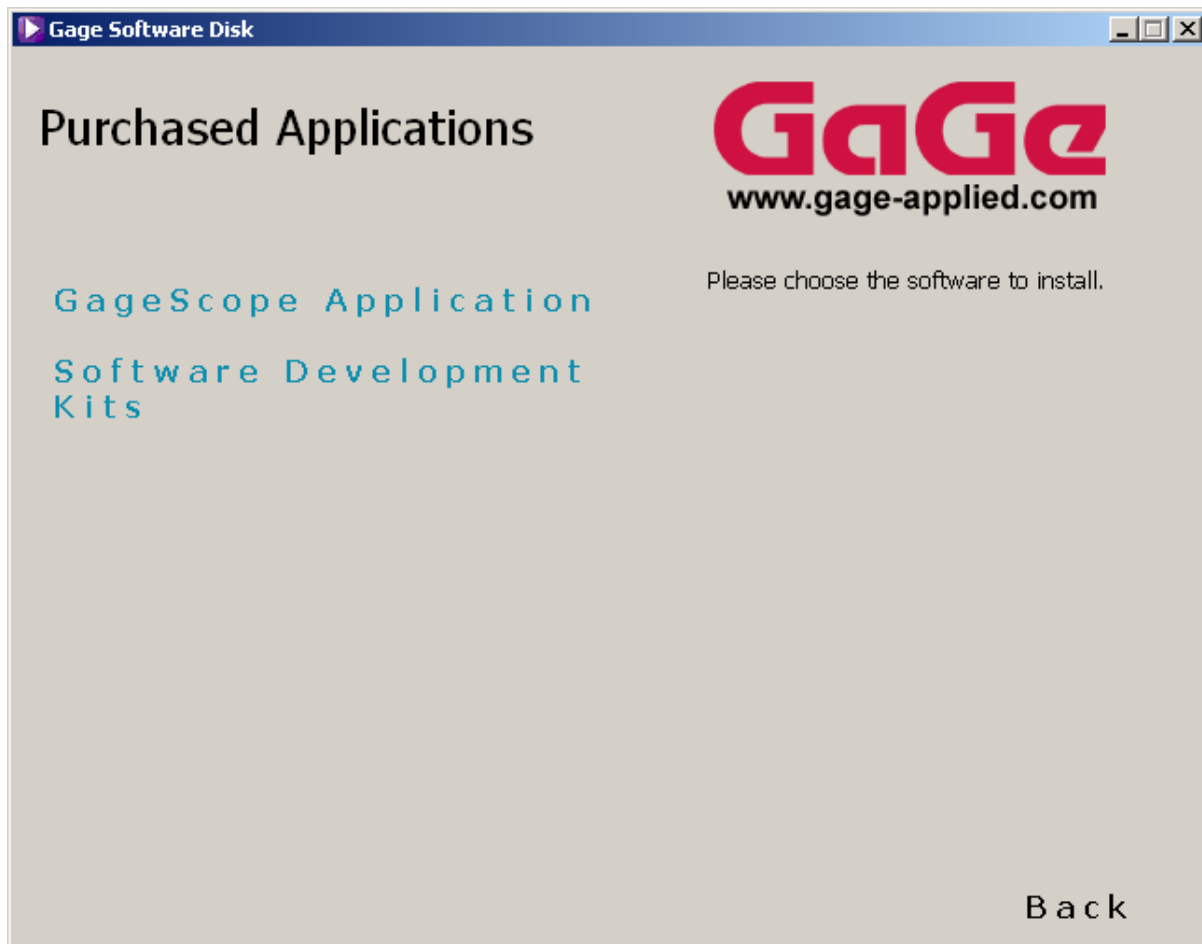 Gage Software Disk
Purchased Applications
GaGe
www.gage-applied.com
Please choose the software to install.
GageScope Application
Software Development
Kits
Back